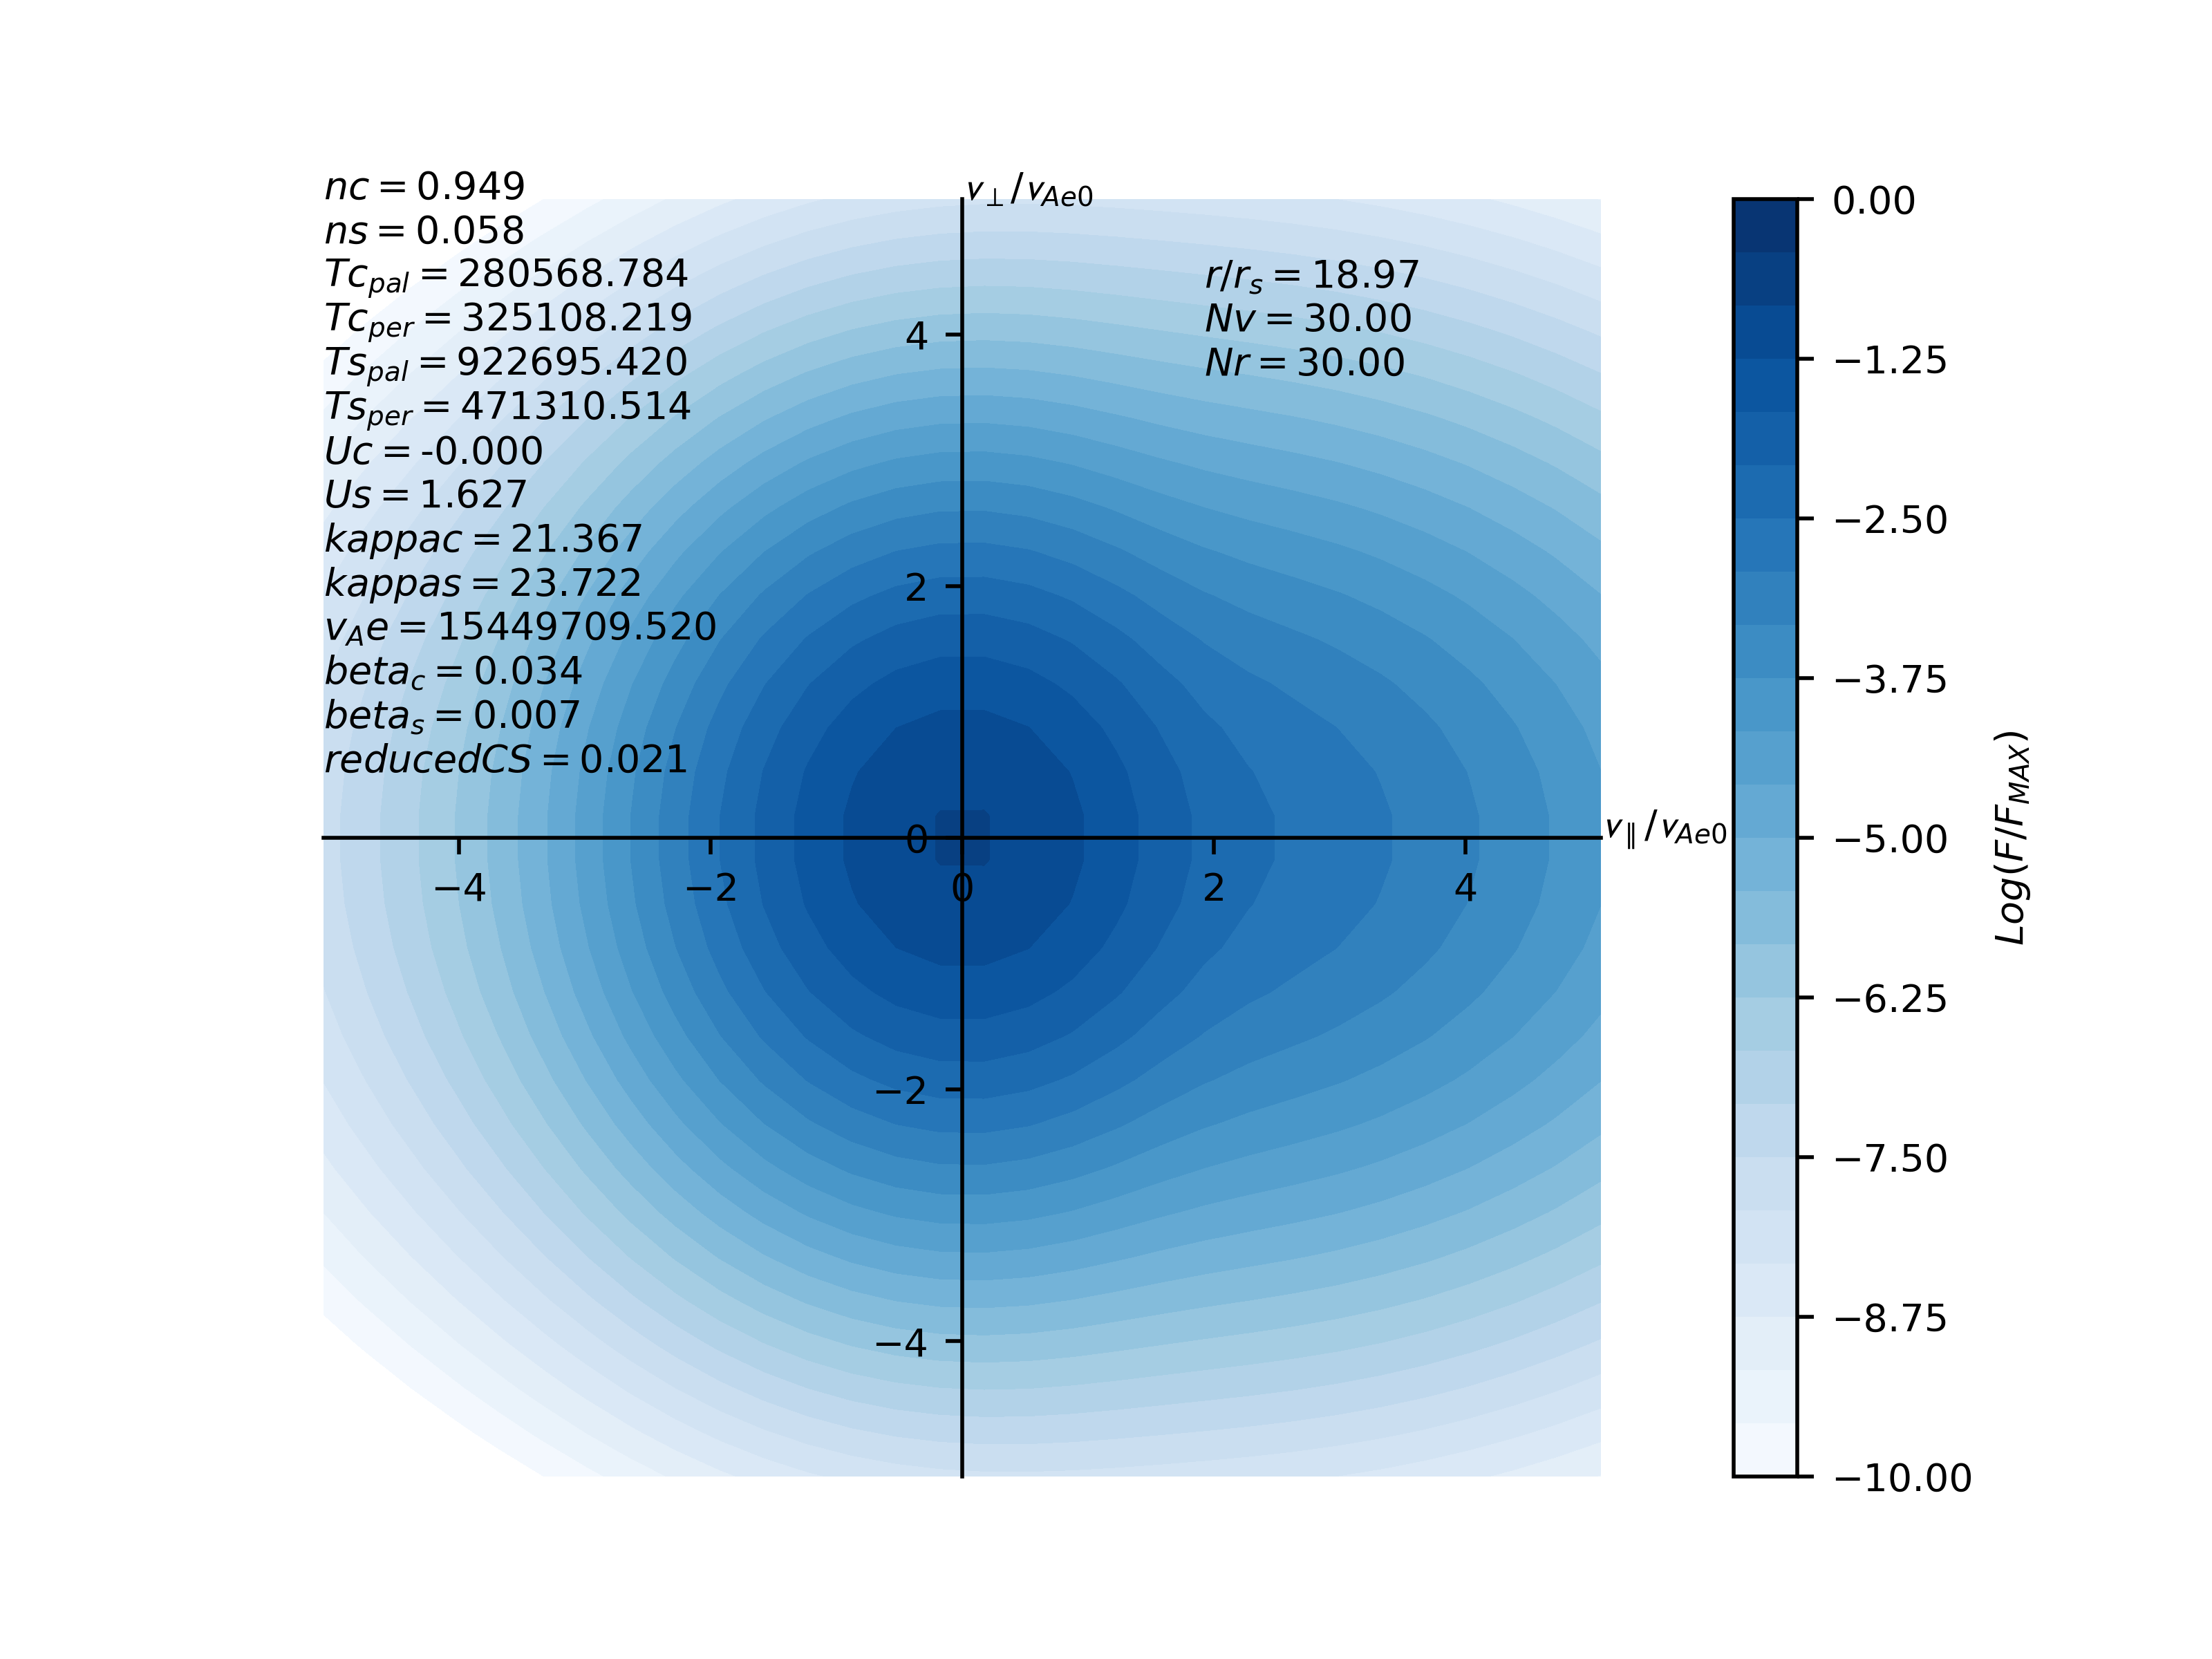 nc = 0.949
ns = 0.058
Tc_pal = 280568.784
Tc_per = 325108.219
Ts_pal = 922695.420
Ts_per = 471310.514
Uc = -0.000
Us = 1.627
kappac = 21.367
kappas = 23.722
v_Ae = 15449709.520
beta_c = 0.034
beta_s = 0.007
reducedCS = 0.021
v_⊥/v_Ae0
r/r_s = 18.97
Nv = 30.00
Nr = 30.00
4
2
0
−2
−4
−4
−2
0
2
4
v_∥/v_Ae0
0.00
−1.25
−2.50
−3.75
−5.00
−6.25
−7.50
−8.75
−10.00
Log(F/F_MAX)